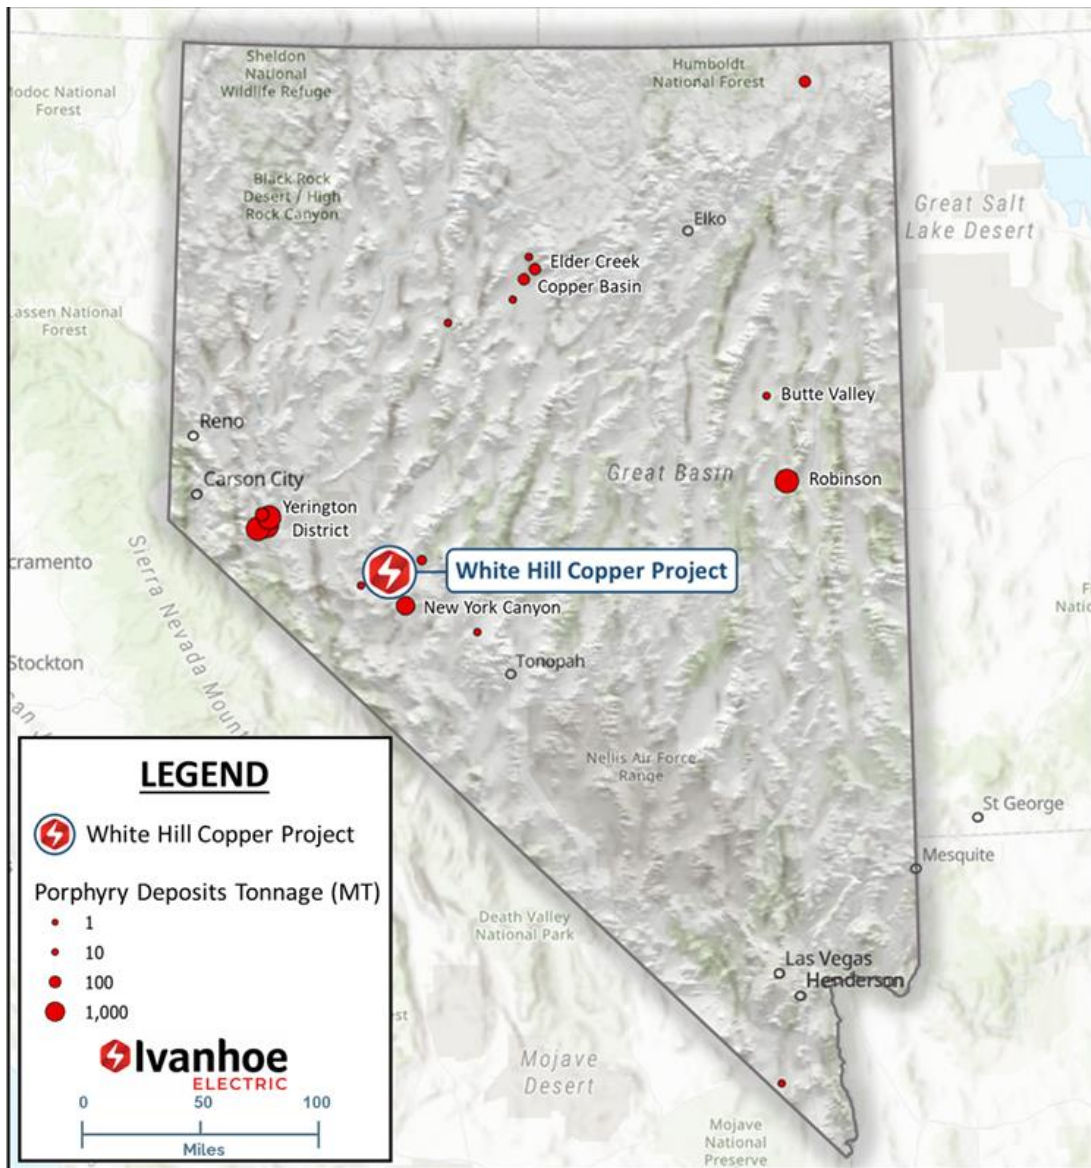 Sheldon
National
Wildlife Refuge
Humboldt
National Forest
Modoc National
Forest
Black Rock
Desert / High
Rock Canyon
Great Salt
Lake Desert
Elko
Elder Creek
Copper Basin
Lassen National
Forest
Butte Valley
Reno
Great Basin
Robinson
Carson City
Yerington
District
cramento
White Hill Copper Project
New York Canyon
Sierra Nevada Mount
Stockton
Tonopah
Nellis Air Force
Range
St George
Mesquite
Death Valley
National Park
Las Vegas
Henderson
Mojave
Desert
Mojave
National
Preserve
LEGEND
White Hill Copper Project
Porphyry Deposits Tonnage (MT)
1
10
100
1,000
Ivanhoe
ELECTRIC
0 50 100
Miles